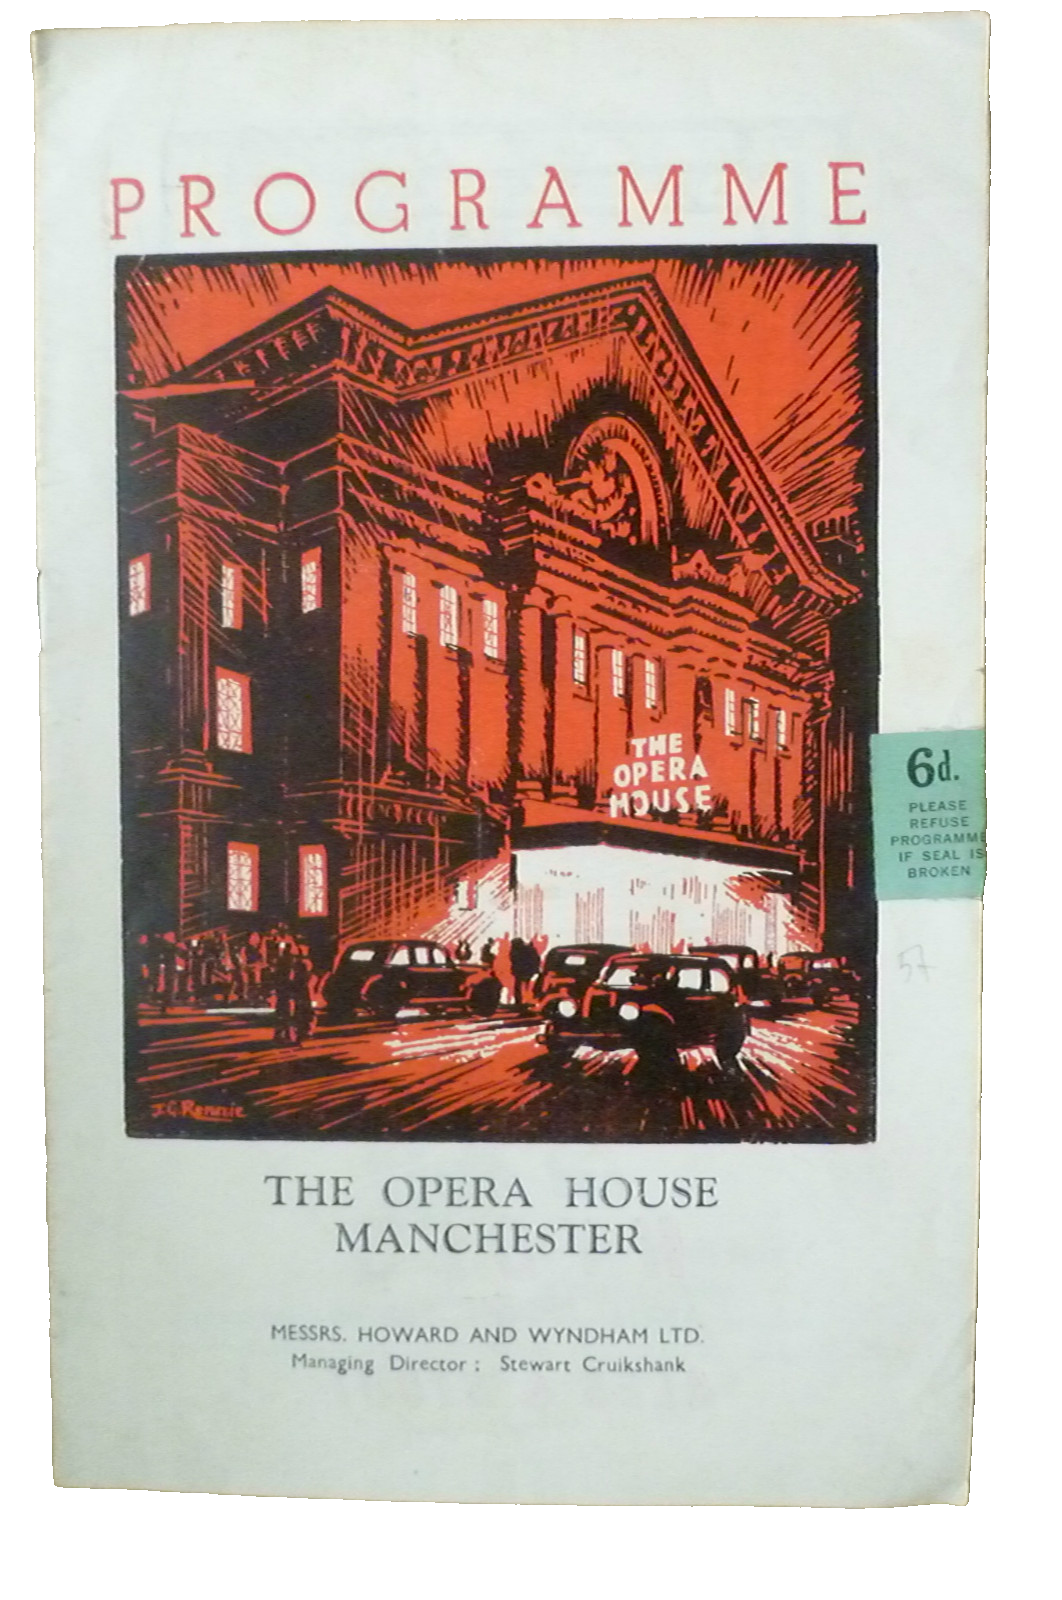 PROGRAMME
THE
OPERA
HOUSE
6d.
PLEASE
REFUSE
PROGRAMME
IF SEAL IS
BROKEN
57
J.G. Rennie
THE OPERA HOUSE
MANCHESTER
MESSRS. HOWARD AND WYNDHAM LTD.
Managing Director : Stewart Cruikshank